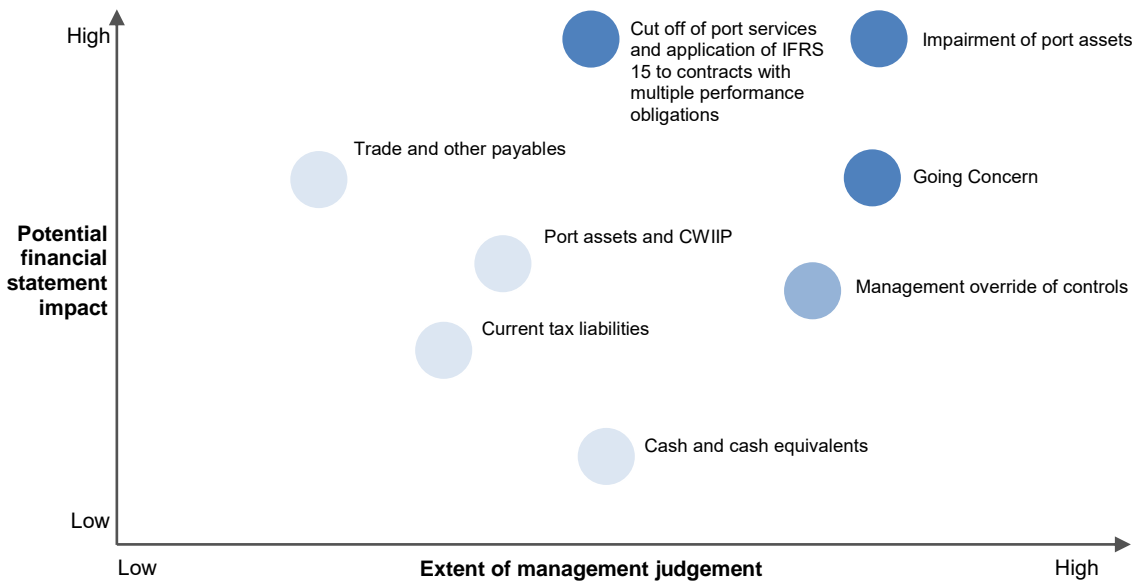 High
Cut off of port services
and application of IFRS
15 to contracts with
multiple performance
obligations
Impairment of port assets
Trade and other payables
Going Concern
Potential
financial
statement
impact
Port assets and CWIIP
Management override of controls
Current tax liabilities
Cash and cash equivalents
Low
Low
Extent of management judgement
High